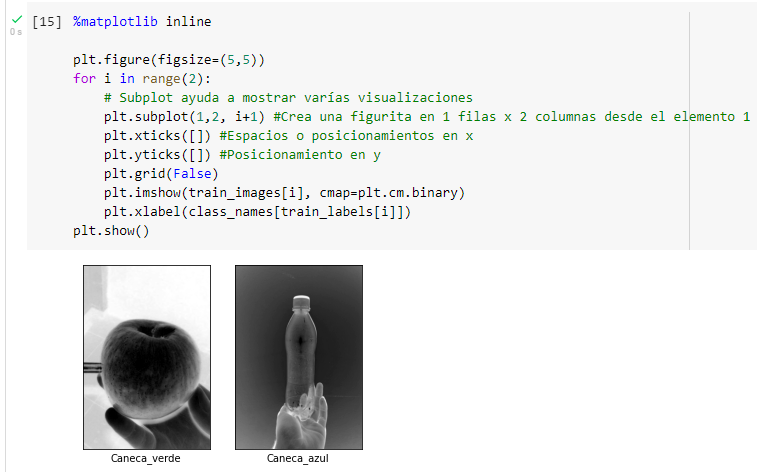 [15] %matplotlib inline
0 s
plt.figure(figsize=(5,5))
for i in range(2):
# Subplot ayuda a mostrar varías visualizaciones
plt.subplot(1,2, i+1) #Crea una figurita en 1 filas x 2 columnas desde el elemento 1
plt.xticks([]) #Espacios o posicionamientos en x
plt.yticks([]) #Posicionamiento en y
plt.grid(False)
plt.imshow(train_images[i], cmap=plt.cm.binary)
plt.xlabel(class_names[train_labels[i]])
plt.show()
Caneca_verde
Caneca_azul